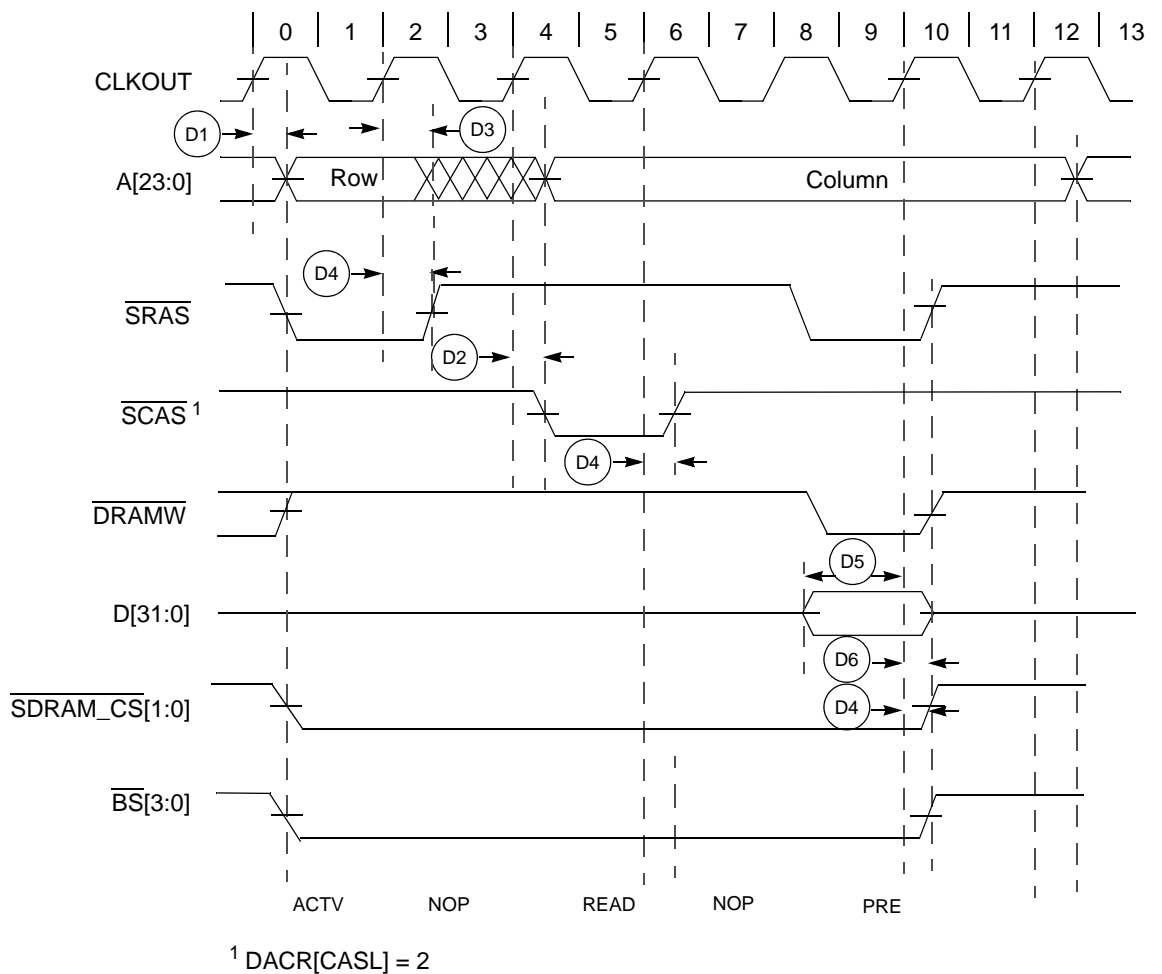 0 1 2 3 4 5 6 7 8 9 10 11 12 13
CLKOUT
D1 D3
A[23:0] Row Column
D4
SRAS
D2
SCAS 1
D4
DRAMW
D5
D[31:0]
D6
SDRAM_CS[1:0] D4
BS[3:0]
ACTV NOP READ NOP PRE
1 DACR[CASL] = 2